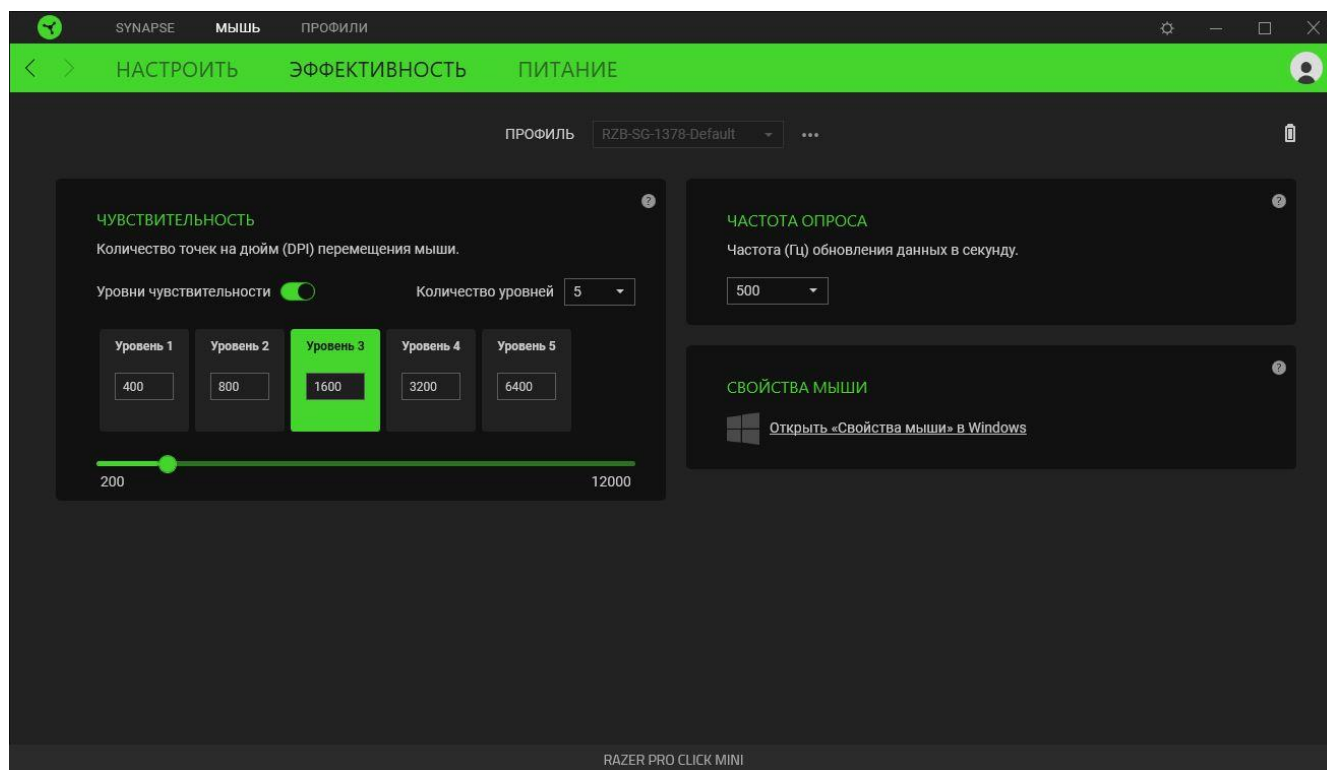 SYNAPSE МЫШЬ ПРОФИЛИ
НАСТРОИТЬ ЭФФЕКТИВНОСТЬ ПИТАНИЕ
ПРОФИЛЬ RZB-SG-1378-Default
ЧУВСТВИТЕЛЬНОСТЬ
Количество точек на дюйм (DPI) перемещения мыши.
Уровни чувствительности Количество уровней 5
Уровень 1 Уровень 2 Уровень 3 Уровень 4 Уровень 5
400 800 1600 3200 6400
200 12000
ЧАСТОТА ОПРОСА
Частота (Гц) обновления данных в секунду.
500
СВОЙСТВА МЫШИ
Открыть «Свойства мыши» в Windows
RAZER PRO CLICK MINI